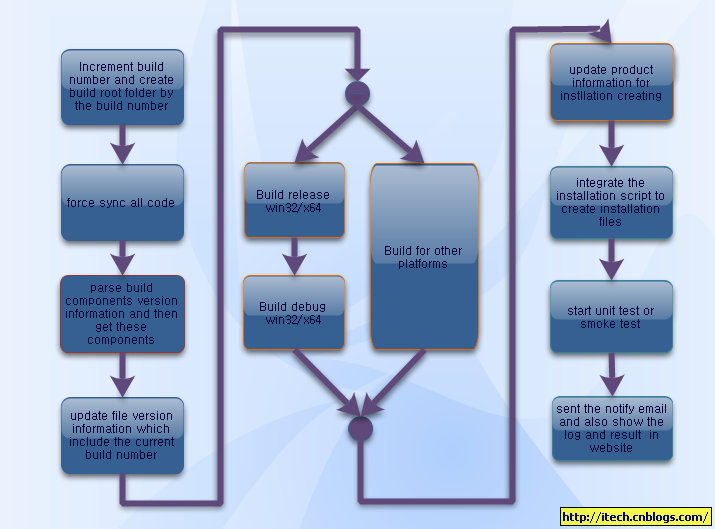 Increment build
number and create
build root folder by
the build number
force sync all code
parse build
components version
information and then
get these
components
update file version
information which
include the current
build number
Build release
win32/x64
Build debug
win32/x64
Build for other
platforms
update product
information for
instllation creating
integrate the
installation script to
create installation
files
start unit test or
smoke test
sent the notify email
and also show the
log and result in
website
http://itech.cnblogs.com/